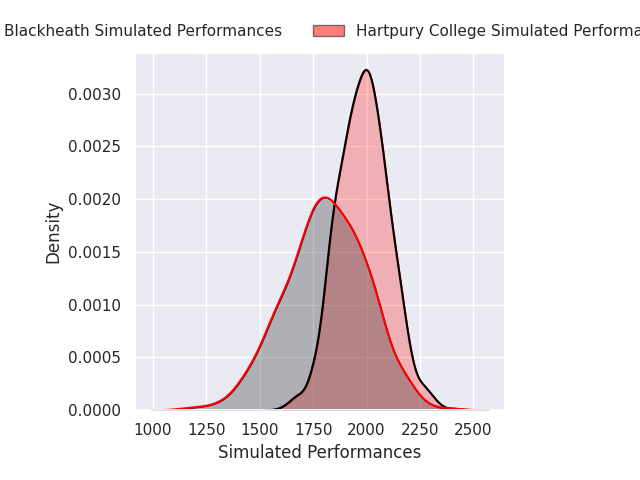 Blackheath Simulated Performances
Hartpury College Simulated Performa
0.0030
0.0025
0.0020
0.0015
0.0010
0.0005
0.0000
Density
1000 1250 1500 1750 2000 2250 2500
Simulated Performances